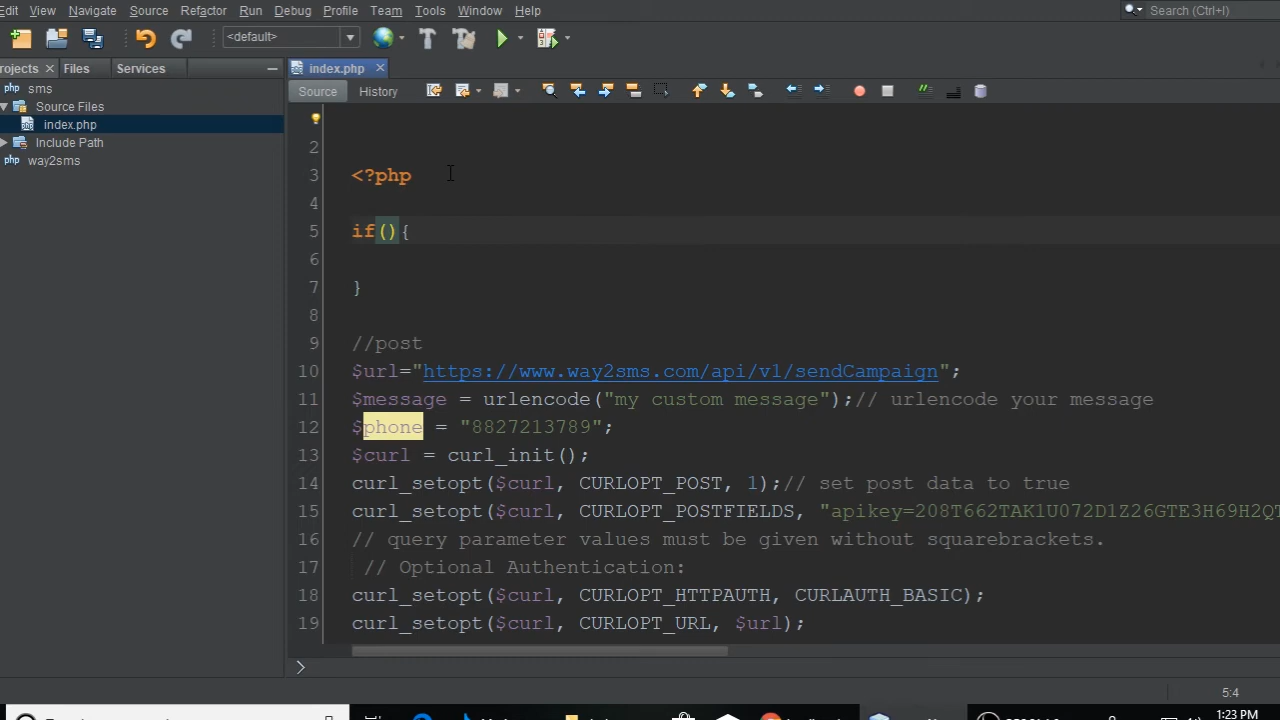 Edit View Navigate Source Refactor Run Debug Profile Team Tools Window Help
Search (Ctrl+I)
<default>
rojects Files Services
index.php
sms
Source Files
index.php
Include Path
way2sms
Source History
2
3 <?php
4
5 if(){
6
7 }
8
9 //post
10 $url="https://www.way2sms.com/api/v1/sendCampaign";
11 $message = urlencode("my custom message");// urlencode your message
12 $phone = "8827213789";
13 $curl = curl_init();
14 curl_setopt($curl, CURLOPT_POST, 1);// set post data to true
15 curl_setopt($curl, CURLOPT_POSTFIELDS, "apikey=208T662TAK1U072D1Z26GTE3H69H2QT
16 // query parameter values must be given without squarebrackets.
17 // Optional Authentication:
18 curl_setopt($curl, CURLOPT_HTTPAUTH, CURLAUTH_BASIC);
19 curl_setopt($curl, CURLOPT_URL, $url);
5:4
1:23 PM